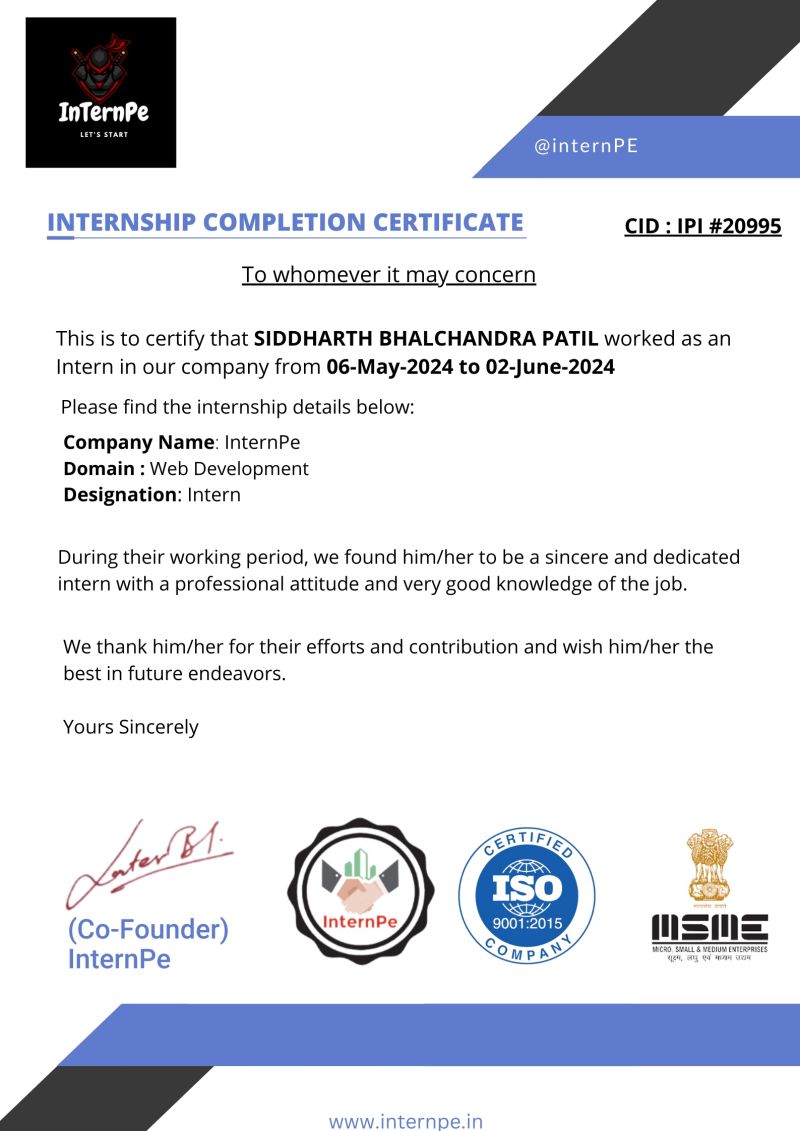 InTernPe
LET'S START
@internPE
INTERNSHIP COMPLETION CERTIFICATE
CID : IPI #20995
To whomever it may concern
This is to certify that SIDDHARTH BHALCHANDRA PATIL worked as an
Intern in our company from 06-May-2024 to 02-June-2024
Please find the internship details below:
Company Name: InternPe
Domain : Web Development
Designation: Intern
During their working period, we found him/her to be a sincere and dedicated
intern with a professional attitude and very good knowledge of the job.
We thank him/her for their efforts and contribution and wish him/her the
best in future endeavors.
Yours Sincerely
(Co-Founder)
InternPe
InternPe
CERTIFIED
ISO
9001:2015
COMPANY
MSME
MICRO, SMALL & MEDIUM ENTERPRISES
सूक्ष्म, लघु एवं मध्यम उद्यम
www.internpe.in